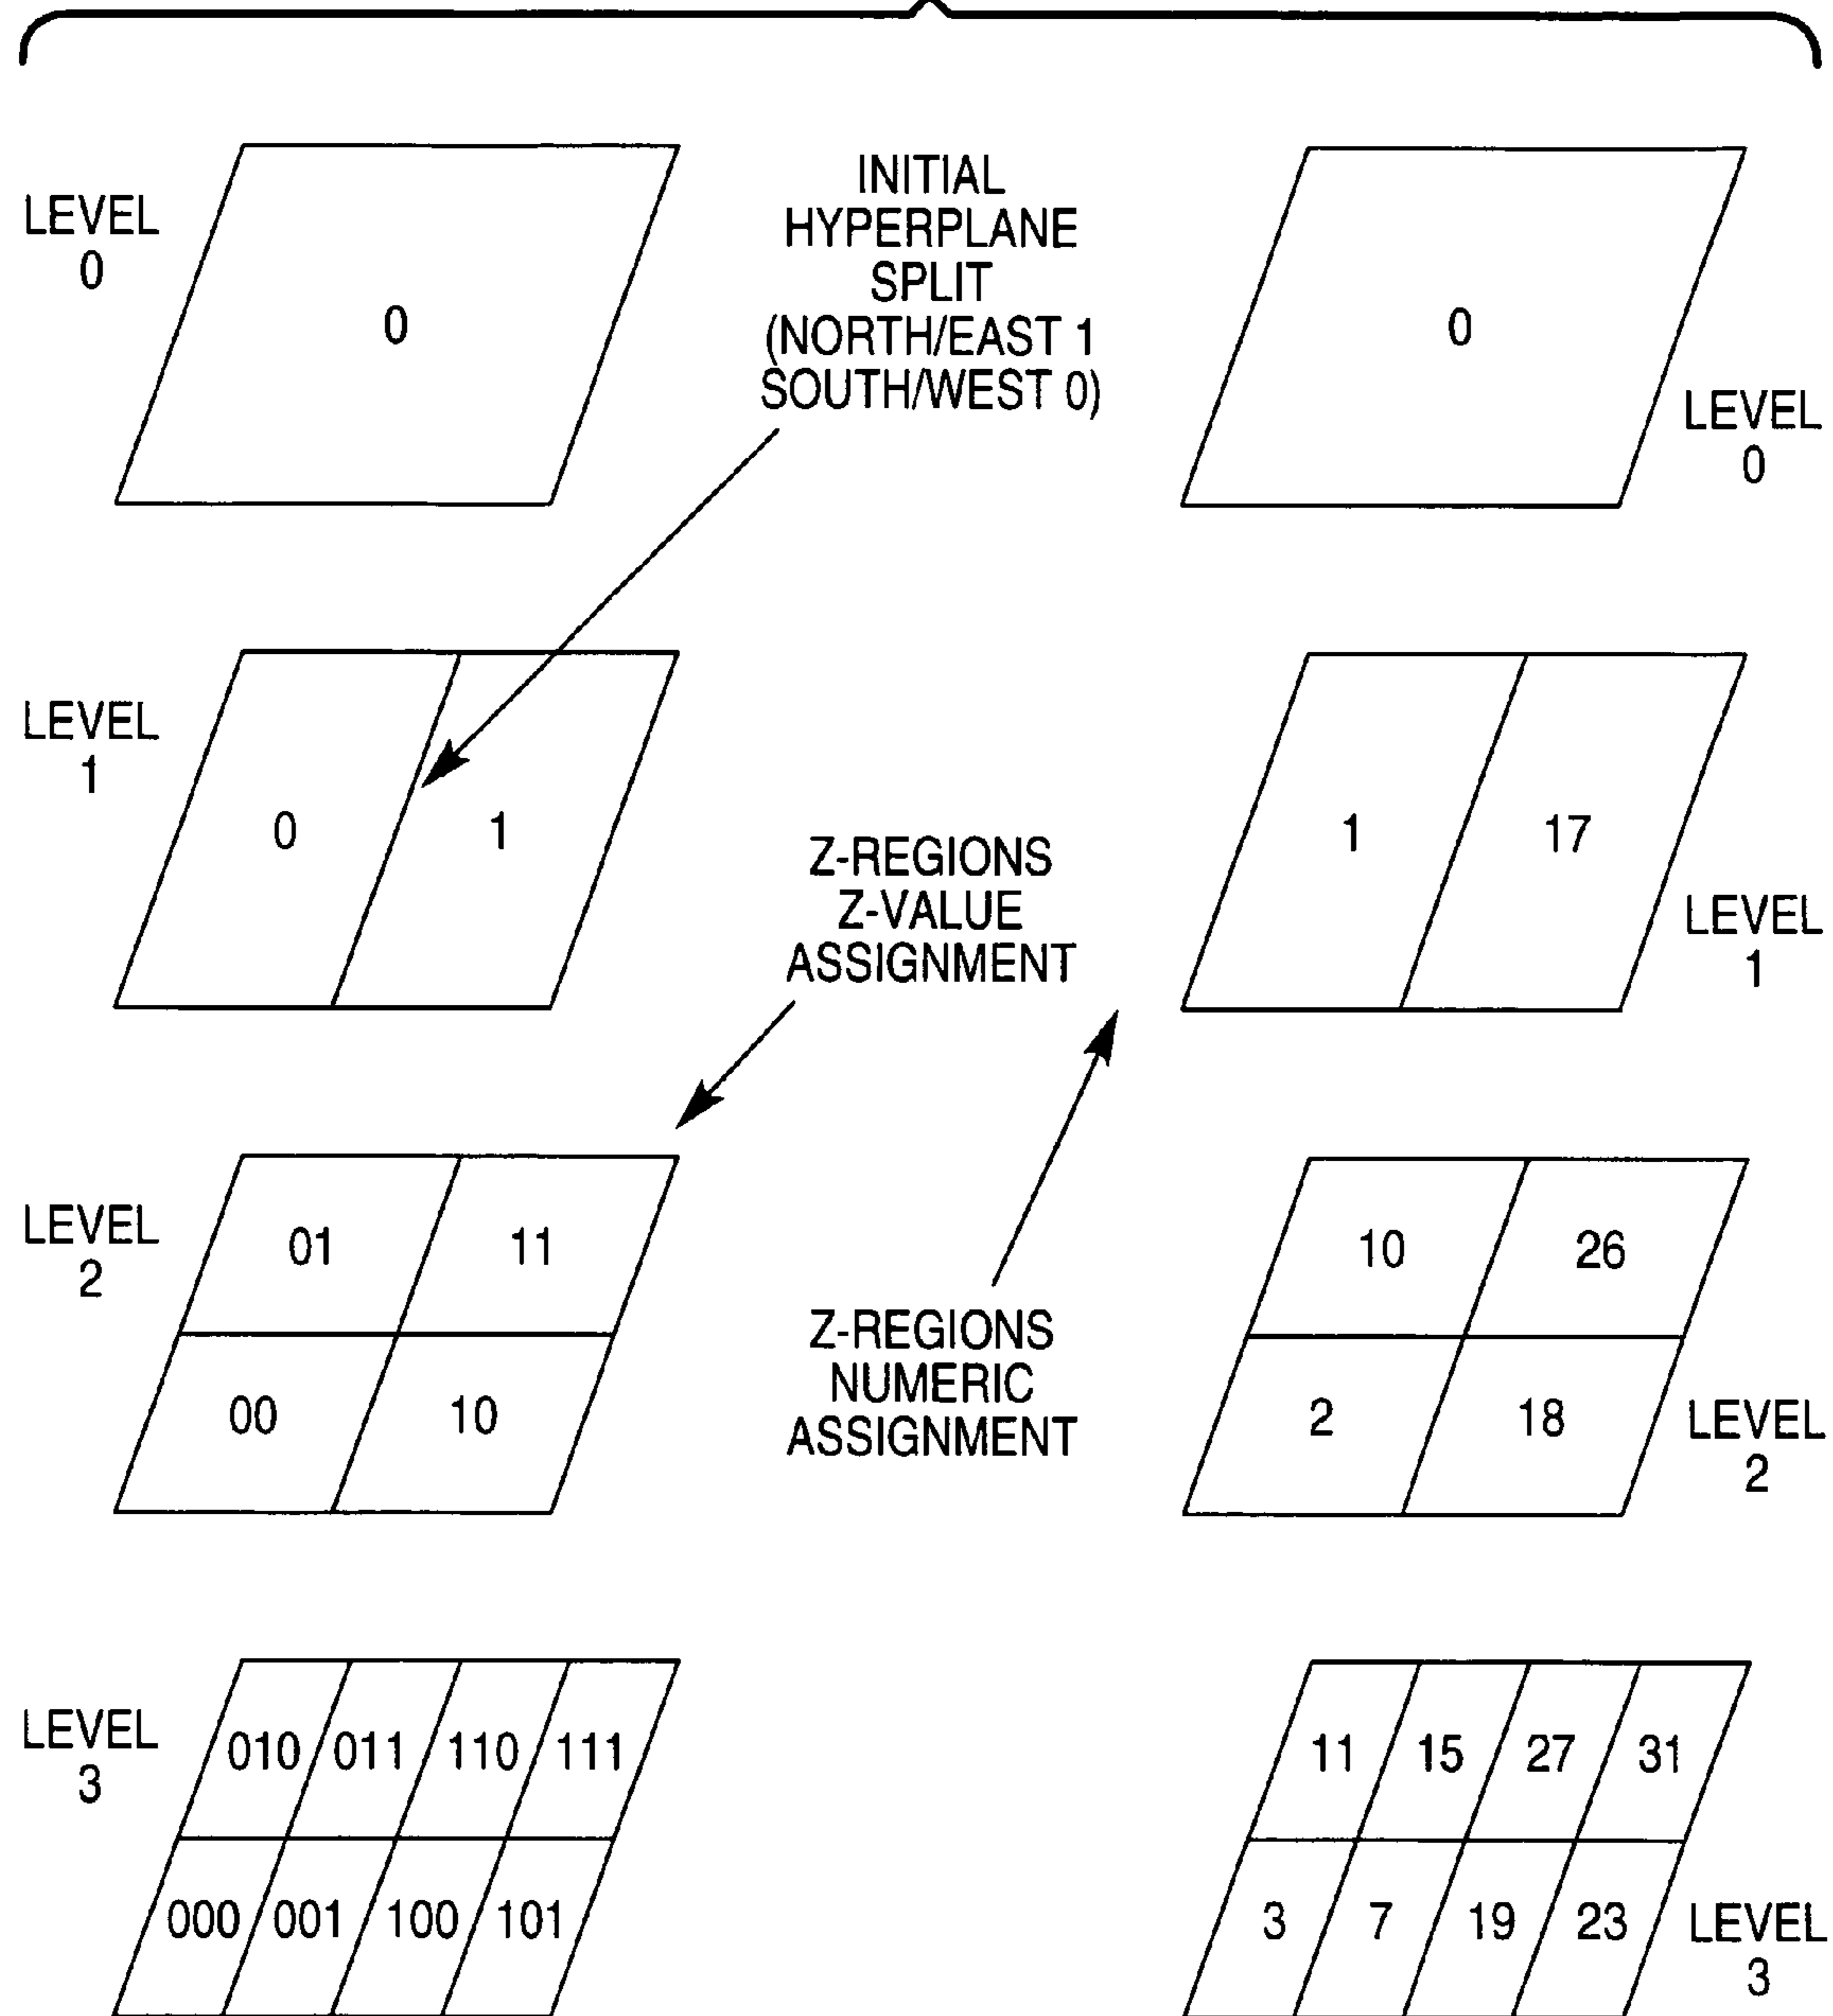 LEVEL
0
0
INITIAL
HYPERPLANE
SPLIT
(NORTH/EAST 1
SOUTH/WEST 0)
0
LEVEL
0
LEVEL
1
0 1
Z-REGIONS
Z-VALUE
ASSIGNMENT
1 17
LEVEL
1
LEVEL
2
01 11
00 10
Z-REGIONS
NUMERIC
ASSIGNMENT
10 26
2 18
LEVEL
2
LEVEL
3
010 011 110 111
000 001 100 101
11 15 27 31
3 7 19 23
LEVEL
3